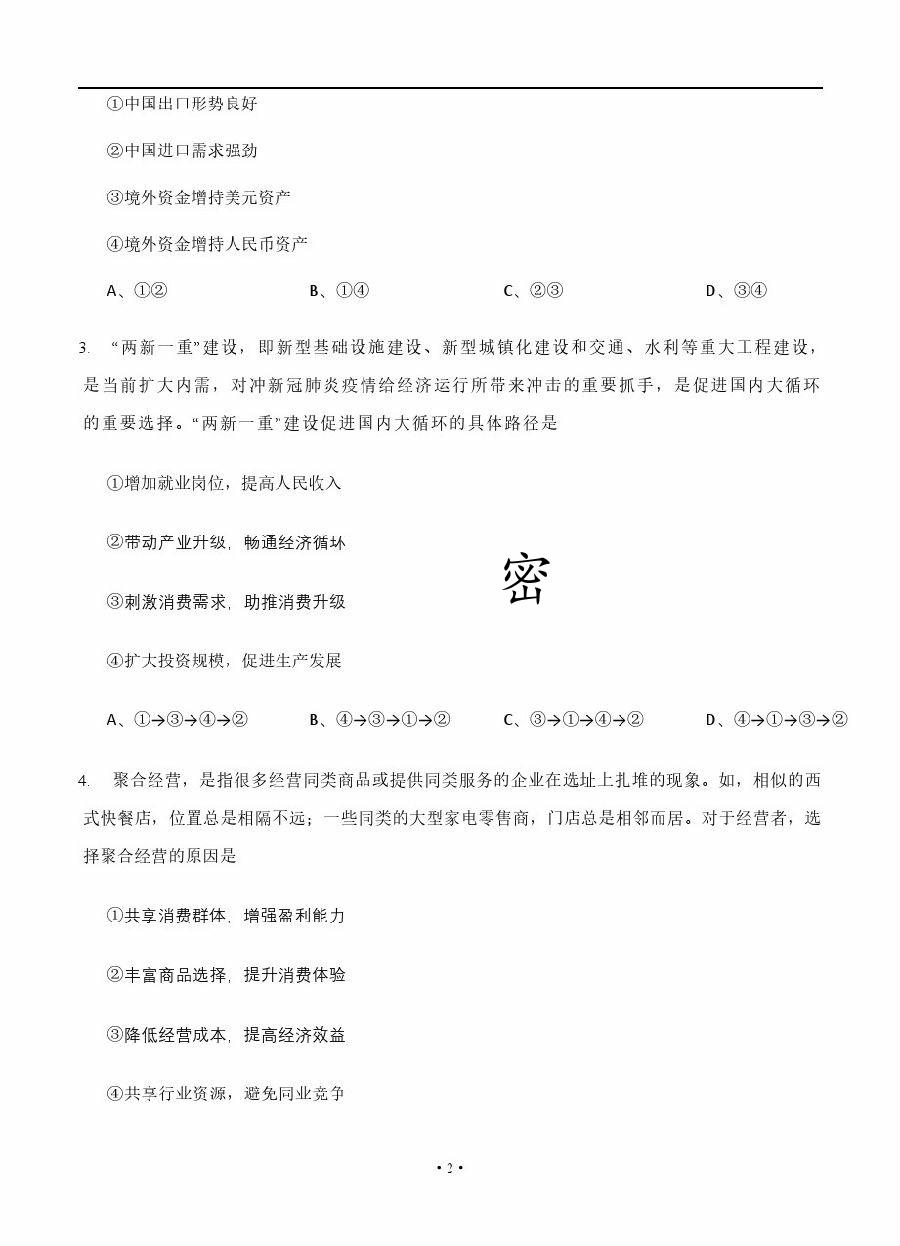 ①中国出口形势良好
②中国进口需求强劲
③境外资金增持美元资产
④境外资金增持人民币资产
A、①② B、①④ C、②③ D、③④
3. “两新一重”建设，即新型基础设施建设、新型城镇化建设和交通、水利等重大工程建设，
是当前扩大内需，对冲新冠肺炎疫情给经济运行所带来冲击的重要抓手，是促进国内大循环
的重要选择。“两新一重”建设促进国内大循环的具体路径是
①增加就业岗位，提高人民收入
②带动产业升级，畅通经济循环
③刺激消费需求，助推消费升级
密
④扩大投资规模，促进生产发展
A、①→③→④→② B、④→③→①→② C、③→①→④→② D、④→①→③→②
4. 聚合经营，是指很多经营同类商品或提供同类服务的企业在选址上扎堆的现象。如，相似的西
式快餐店，位置总是相隔不远；一些同类的大型家电零售商，门店总是相邻而居。对于经营者，选
择聚合经营的原因是
①共享消费群体，增强盈利能力
②丰富商品选择，提升消费体验
③降低经营成本，提高经济效益
④共享行业资源，避免同业竞争
• 2 •